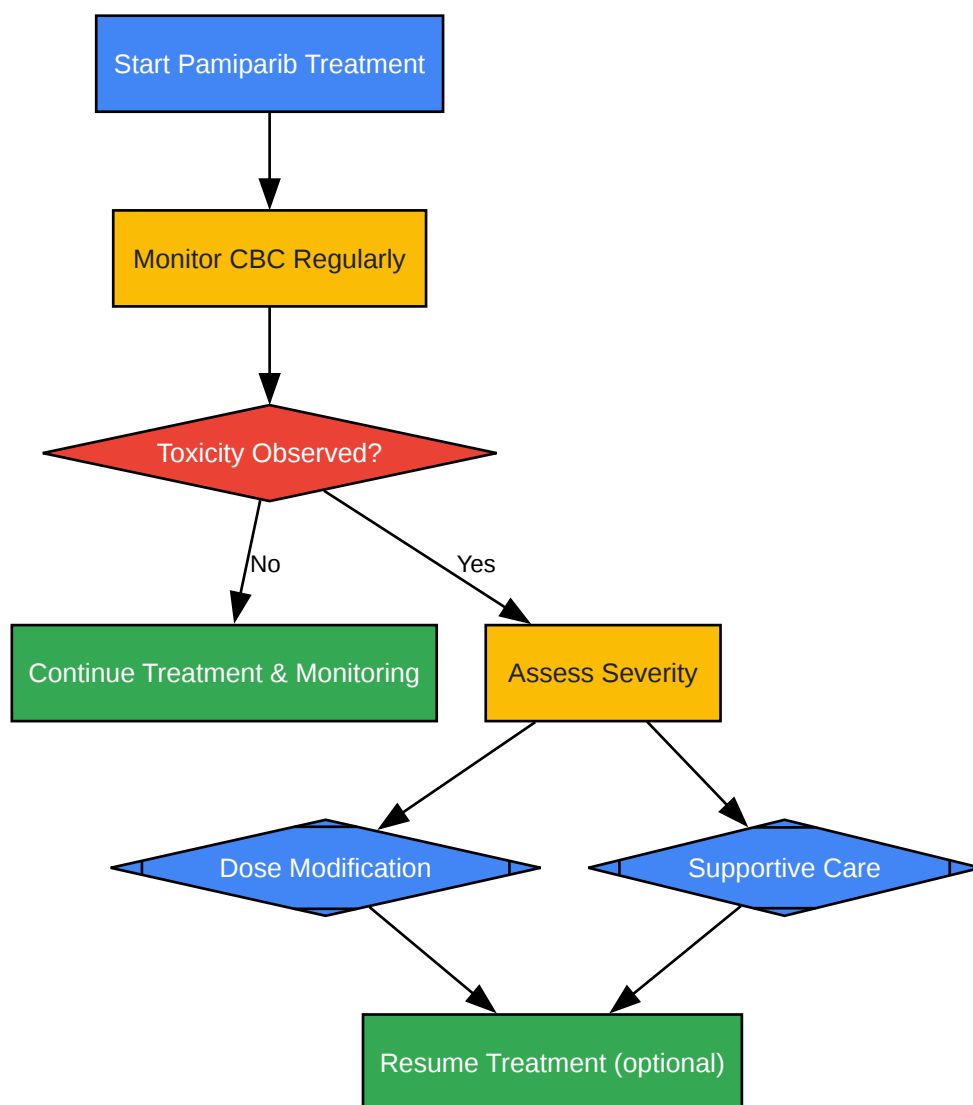 Start Pamiparib Treatment
Monitor CBC Regularly
Toxicity Observed?
No
Yes
Continue Treatment & Monitoring
Assess Severity
Dose Modification
Supportive Care
Resume Treatment (optional)